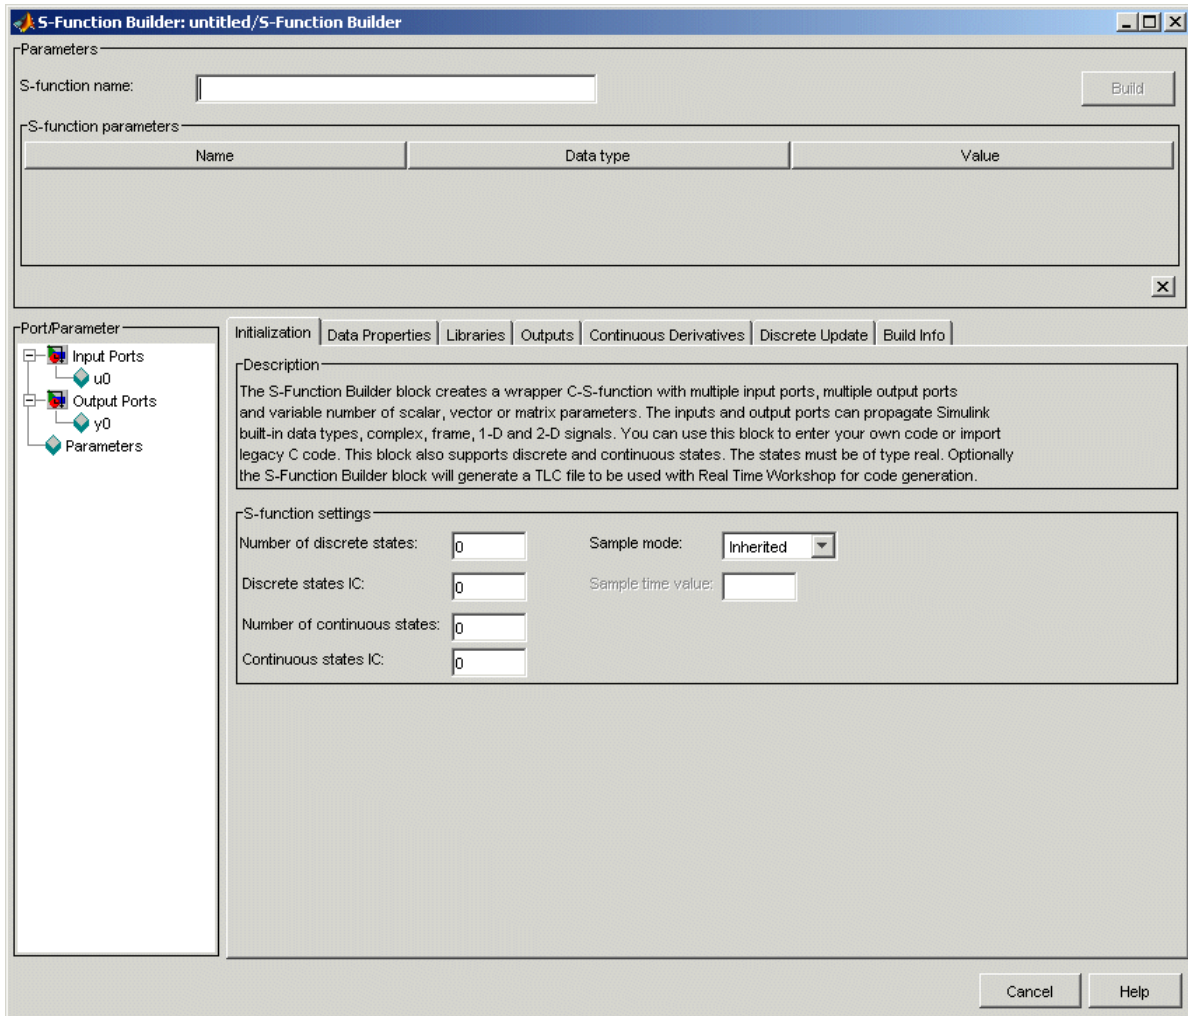 S-Function Builder: untitled/S-Function Builder
Parameters
S-function name:
Build
S-function parameters
Name Data type Value
Port/Parameter
Input Ports
u0
Output Ports
y0
Parameters
Initialization Data Properties Libraries Outputs Continuous Derivatives Discrete Update Build Info
Description
The S-Function Builder block creates a wrapper C-S-function with multiple input ports, multiple output ports
and variable number of scalar, vector or matrix parameters. The inputs and output ports can propagate Simulink
built-in data types, complex, frame, 1-D and 2-D signals. You can use this block to enter your own code or import
legacy C code. This block also supports discrete and continuous states. The states must be of type real. Optionally
the S-Function Builder block will generate a TLC file to be used with Real Time Workshop for code generation.
S-function settings
Number of discrete states: 0 Sample mode: Inherited
Discrete states IC: 0 Sample time value:
Number of continuous states: 0
Continuous states IC: 0
Cancel Help